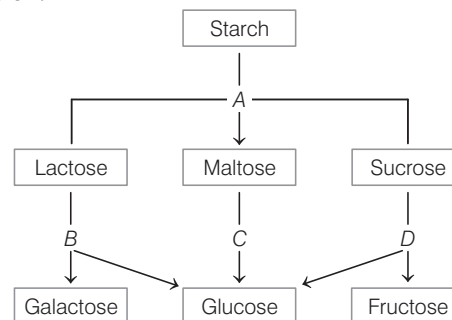 Starch
A
Lactose Maltose Sucrose
B C D
Galactose Glucose Fructose